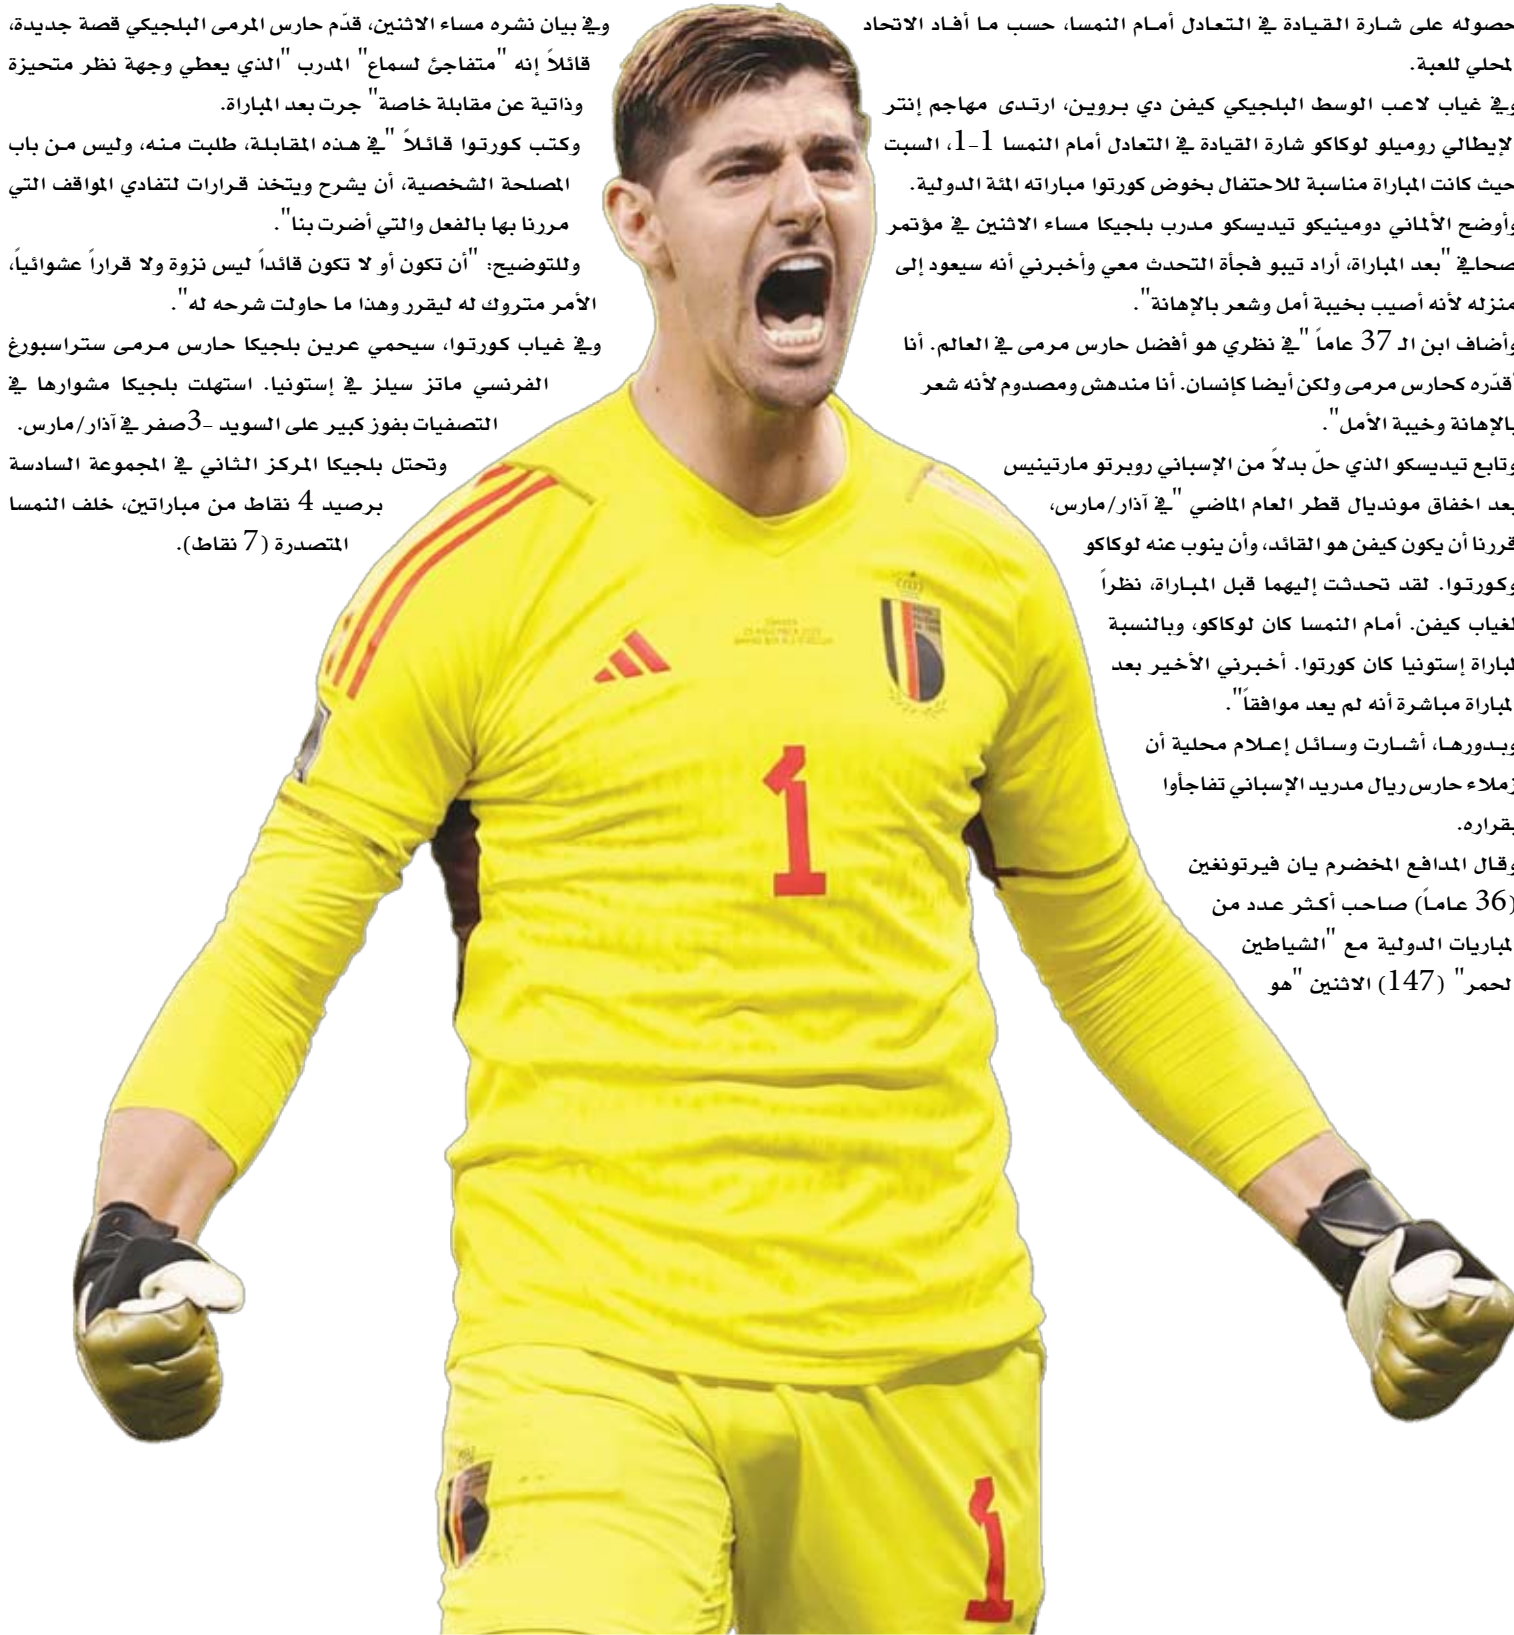 حصوله على شارة القيادة في التعادل أمام النمسا، حسب ما أفاد الاتحاد
لمحلي للعبة.
وفي غياب لاعب الوسط البلجيكي كيفن دي بروين، ارتدى مهاجم إنتر
لإيطالي روميلو لوكاكو شارة القيادة في التعادل أمام النمسا 1-1، السبت
حيث كانت المباراة مناسبة للاحتفال بخوض كورتوا مباراته المئة الدولية.
وأوضح الألماني دومينيكو تيديسكو مدرب بلجيكا مساء الاثنين في مؤتمر
صحافي "بعد المباراة، أراد تيبو فجأة التحدث معي وأخبرني أنه سيعود إلى
منزله لأنه أصيب بخيبة أمل وشعر بالإهانة".
وأضاف ابن الـ 37 عاماً "في نظري هو أفضل حارس مرمى في العالم. أنا
أقدّره كحارس مرمى ولكن أيضا كإنسان. أنا مندهش ومصدوم لأنه شعر
بالإهانة وخيبة الأمل".
وتابع تيديسكو الذي حلّ بدلاً من الإسباني روبرتو مارتينيس
بعد اخفاق مونديال قطر العام الماضي "في آذار/مارس،
قررنا أن يكون كيفن هو القائد، وأن ينوب عنه لوكاكو
وكورتوا. لقد تحدثت إليهما قبل المباراة، نظراً
لغياب كيفن. أمام النمسا كان لوكاكو، وبالنسبة
لمباراة إستونيا كان كورتوا. أخبرني الأخير بعد
لمباراة مباشرة أنه لم يعد موافقاً".
وبدورها، أشارت وسائل إعلام محلية أن
زملاء حارس ريال مدريد الإسباني تفاجأوا
بقراره.
وقال المدافع المخضرم يان فيرتونغين
(36 عاماً) صاحب أكثر عدد من
لمباريات الدولية مع "الشياطين
لحمر" (147) الاثنين "هو
وفي بيان نشره مساء الاثنين، قدّم حارس المرمى البلجيكي قصة جديدة،
قائلاً إنه "متفاجئ لسماع" المدرب "الذي يعطي وجهة نظر متحيزة
وذاتية عن مقابلة خاصة" جرت بعد المباراة.
وكتب كورتوا قائلاً "في هذه المقابلة، طلبت منه، وليس من باب
المصلحة الشخصية، أن يشرح ويتخذ قرارات لتفادي المواقف التي
مررنا بها بالفعل والتي أضرت بنا".
وللتوضيح: "أن تكون أو لا تكون قائداً ليس نزوة ولا قراراً عشوائياً،
الأمر متروك له ليقرر وهذا ما حاولت شرحه له".
وفي غياب كورتوا، سيحمي عرين بلجيكا حارس مرمى ستراسبورغ
الفرنسي ماتز سيلز في إستونيا. استهلت بلجيكا مشوارها في
التصفيات بفوز كبير على السويد -3صفر في آذار/مارس.
وتحتل بلجيكا المركز الثاني في المجموعة السادسة
برصيد 4 نقاط من مباراتين، خلف النمسا
المتصدرة (7 نقاط).
1
1